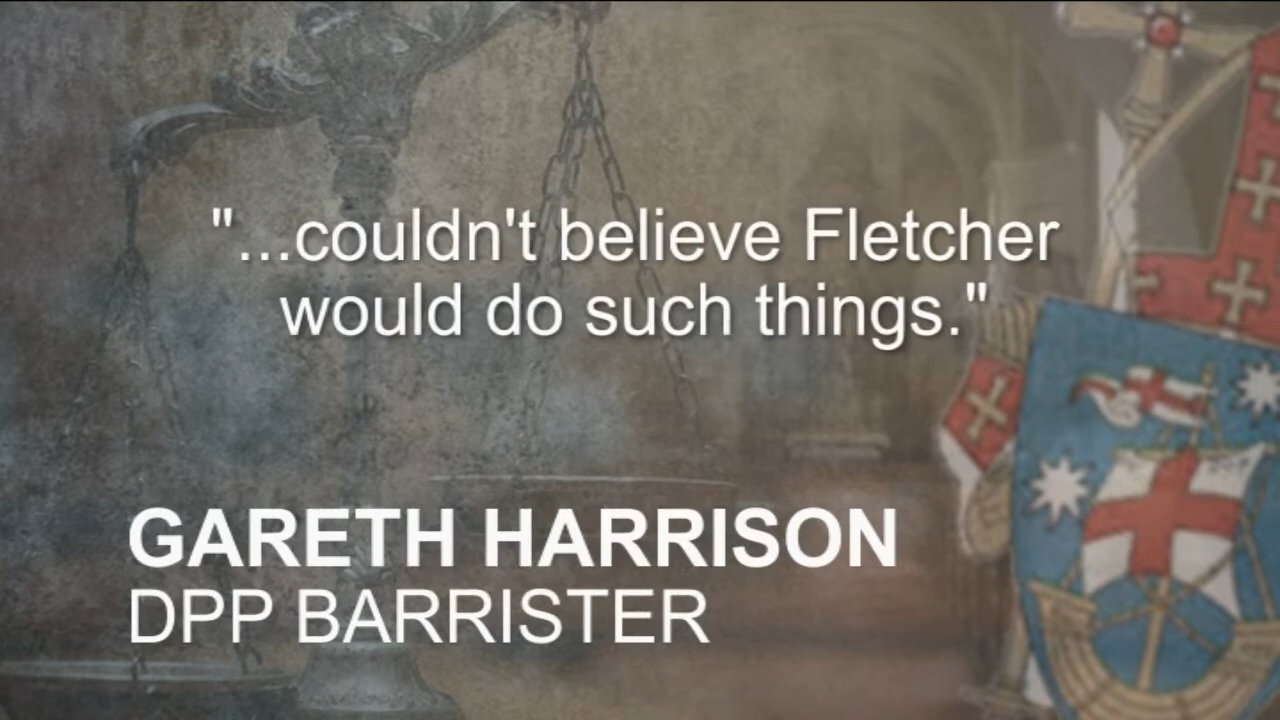 "...couldn't believe Fletcher
would do such things."
GARETH HARRISON
DPP BARRISTER